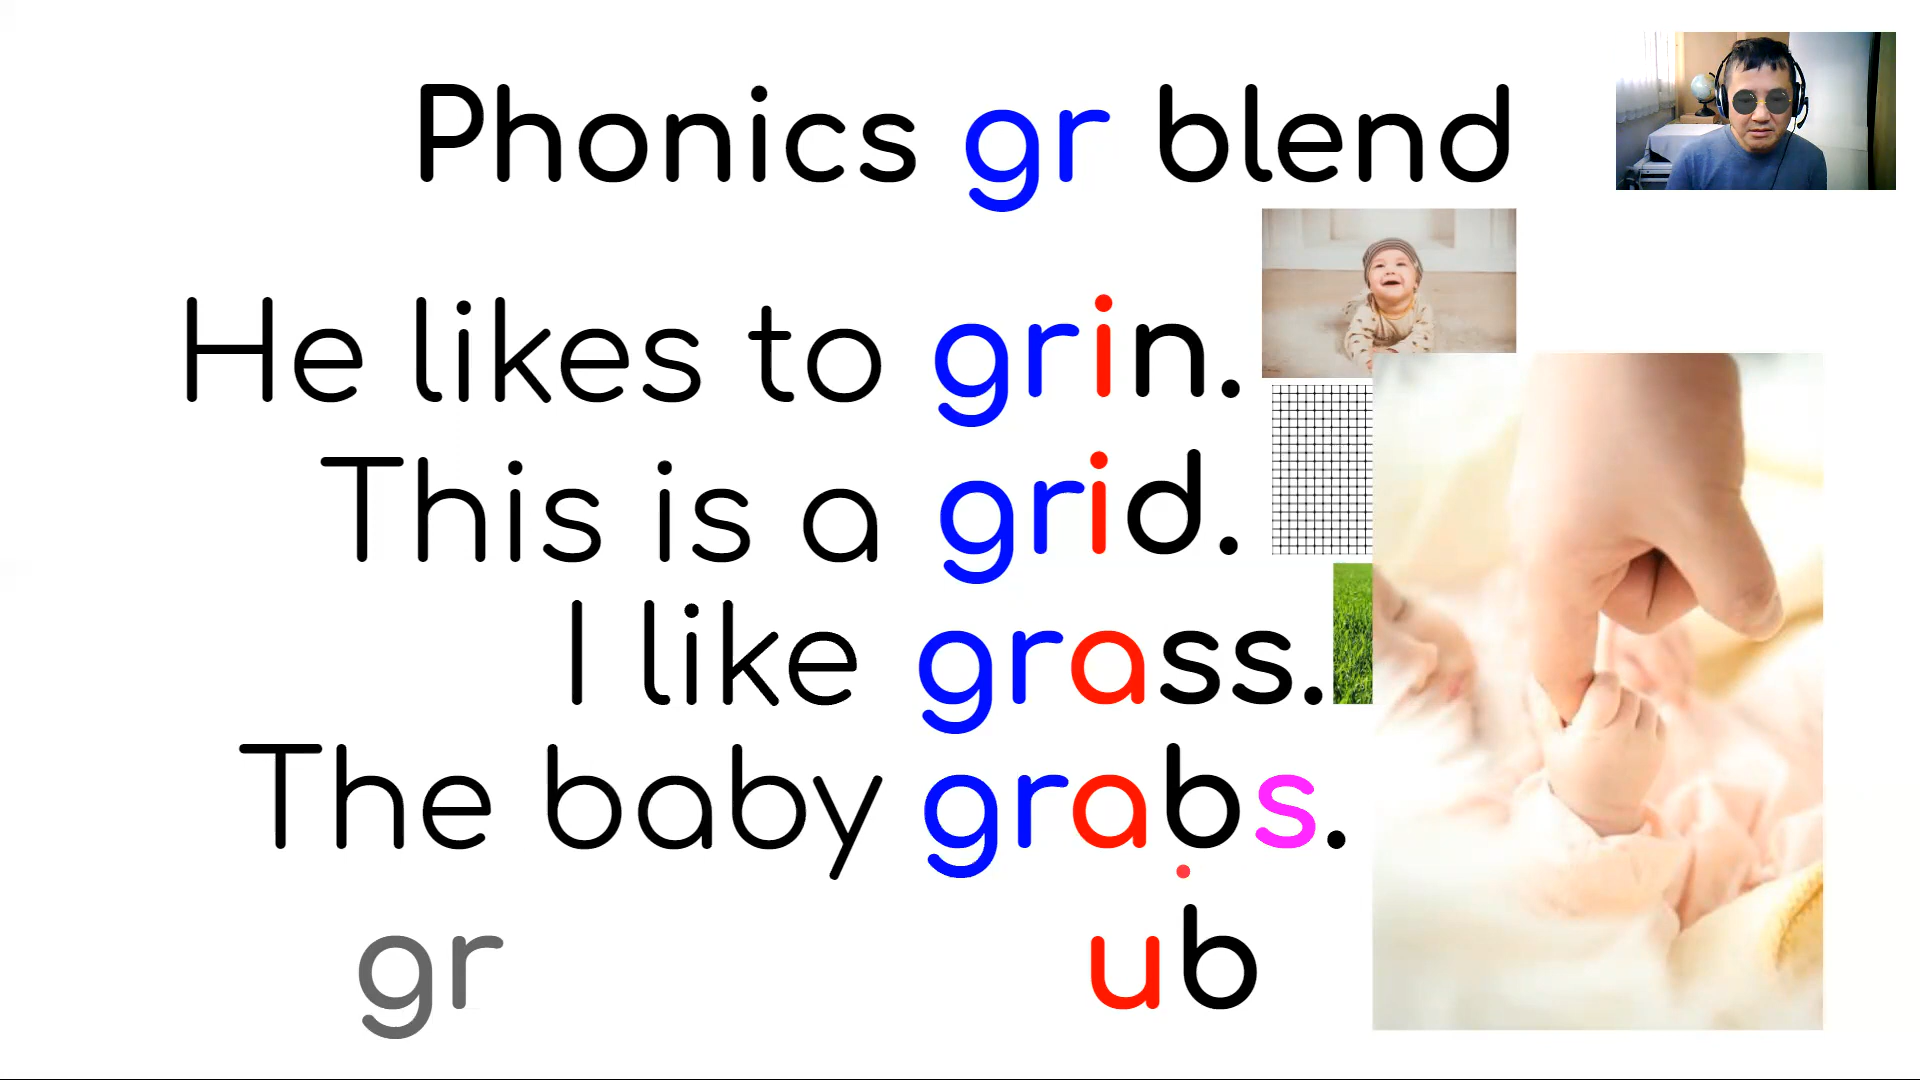 Phonics gr blend
He likes to grin.
This is a grid.
I like grass.
The baby grabs.
gr ub